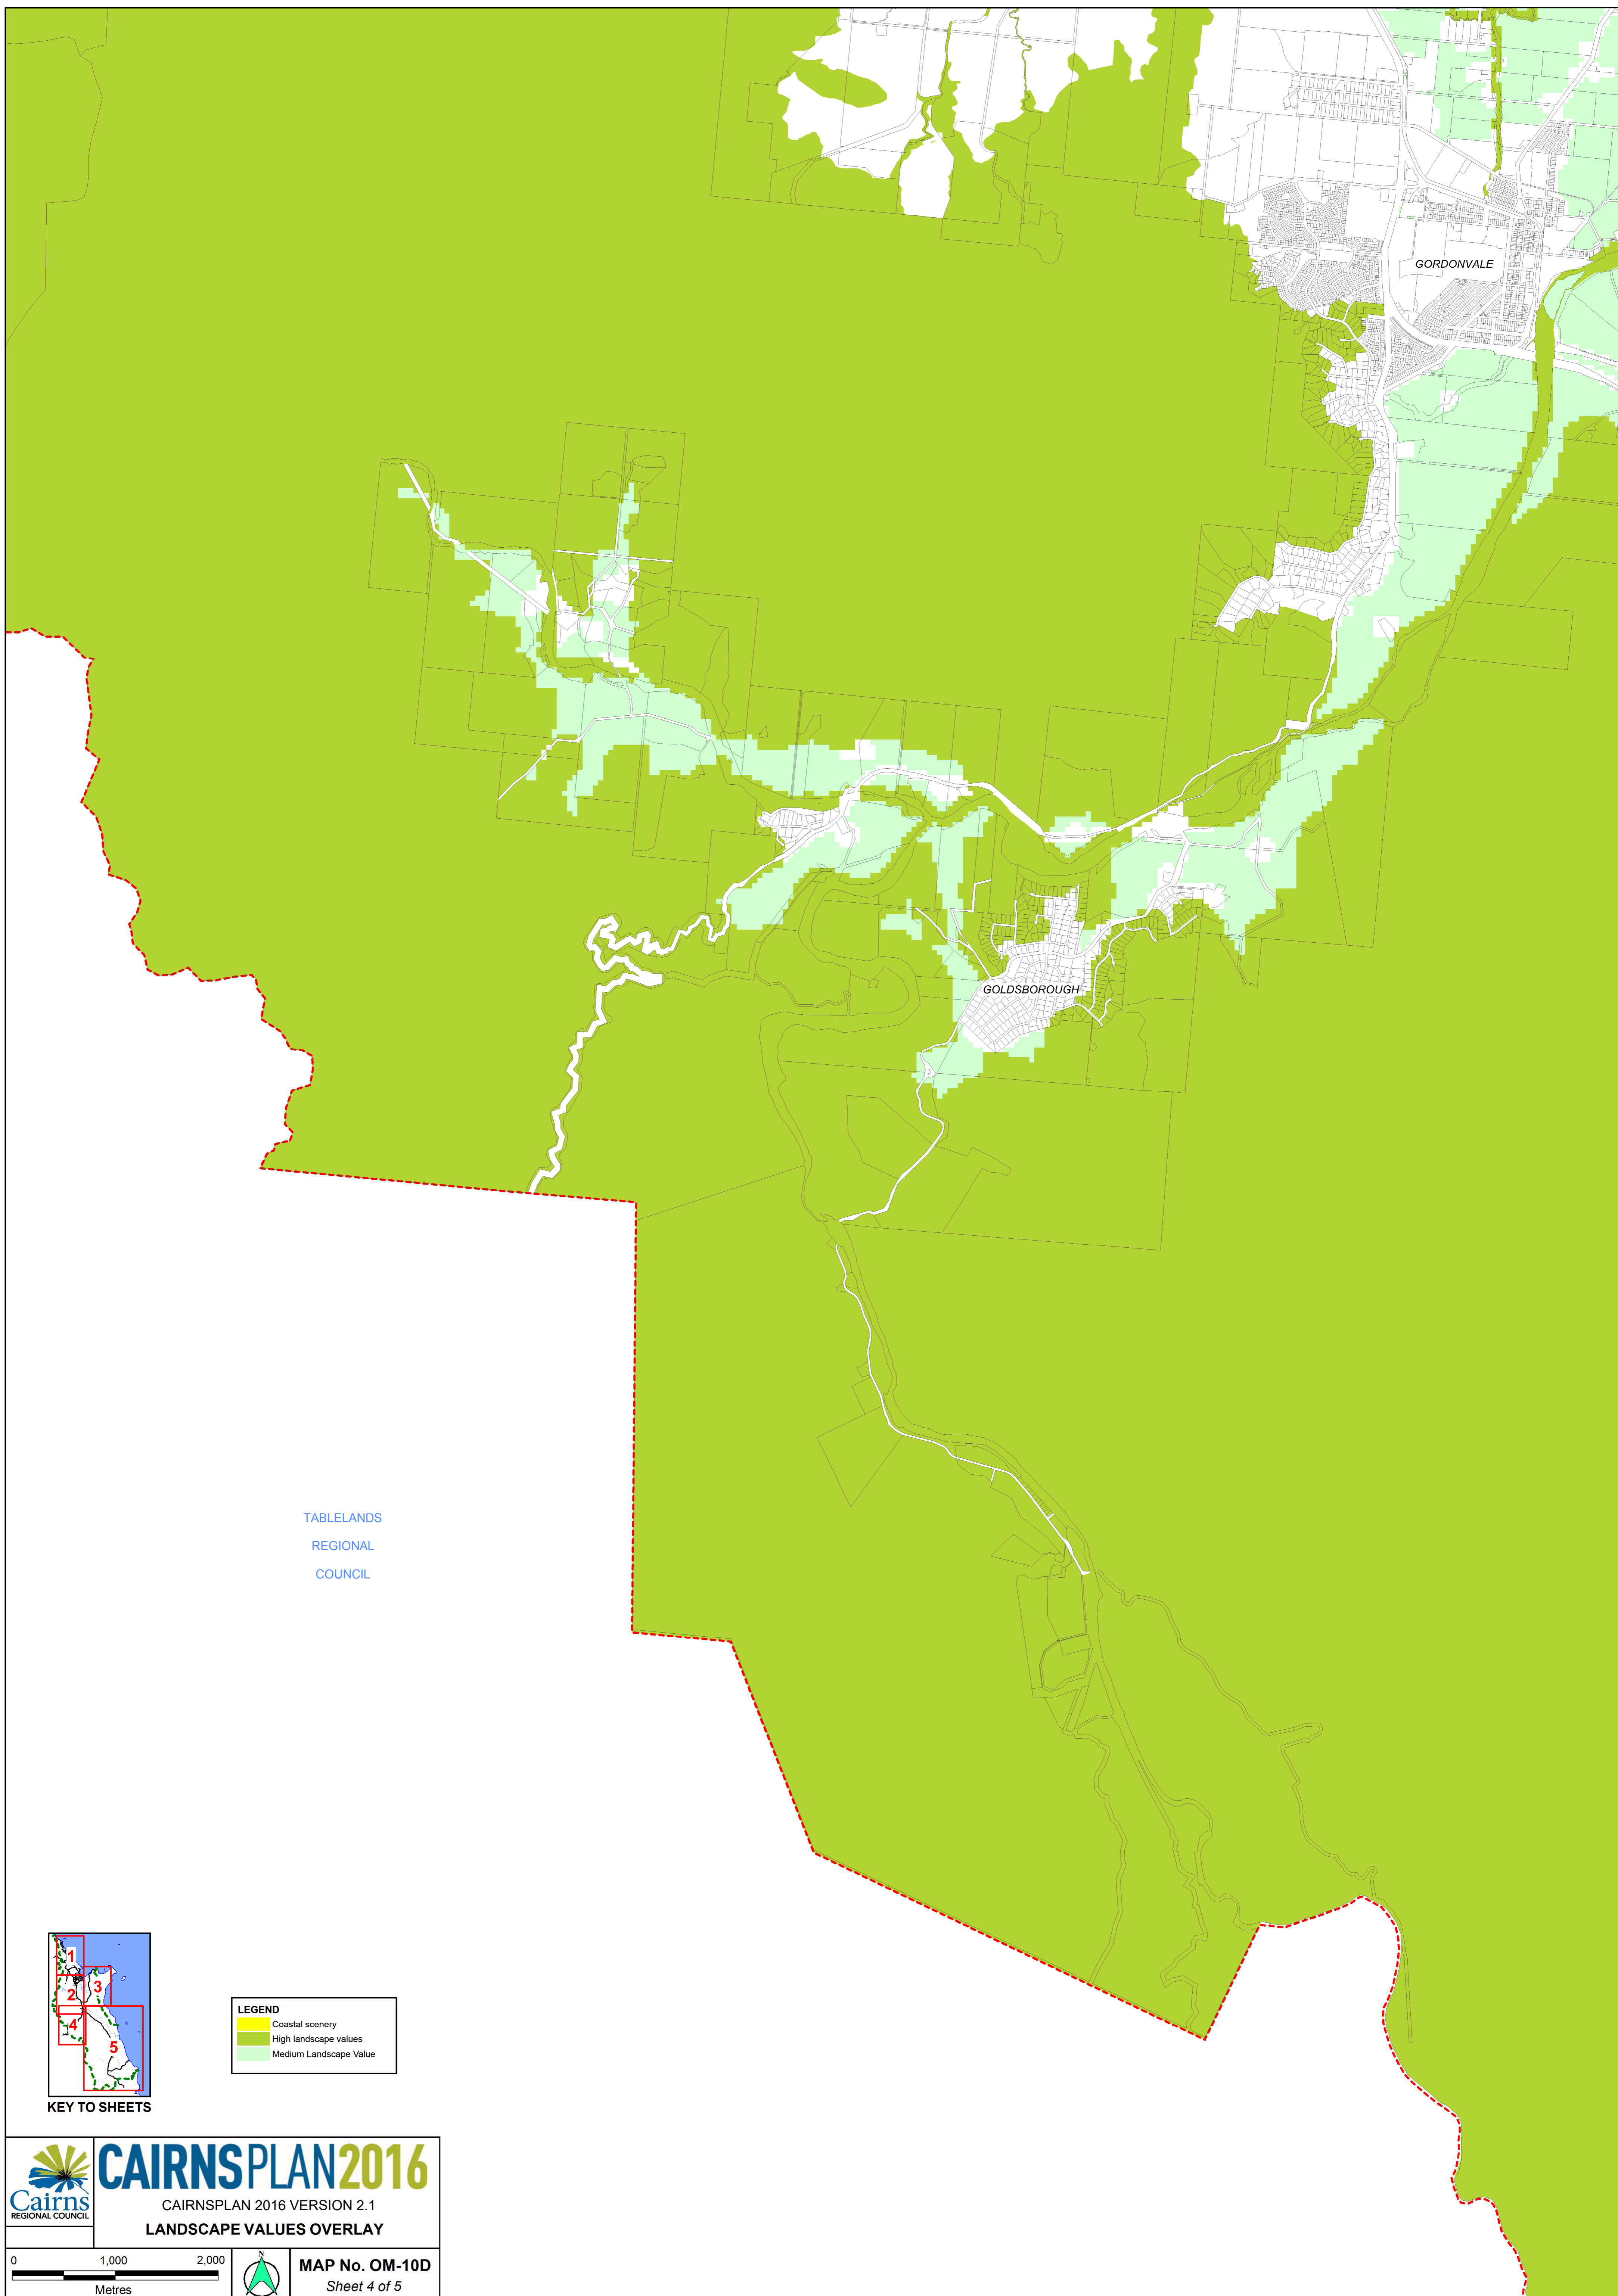 GORDONVALE
GOLDSBOROUGH
TABLELANDS
REGIONAL
COUNCIL
1
2
3
4
5
KEY TO SHEETS
LEGEND
Coastal scenery
High landscape values
Medium Landscape Value
Cairns
REGIONAL COUNCIL
CAIRNSPLAN2016
CAIRNSPLAN 2016 VERSION 2.1
LANDSCAPE VALUES OVERLAY
0 1,000 2,000
Metres
N
MAP No. OM-10D
Sheet 4 of 5